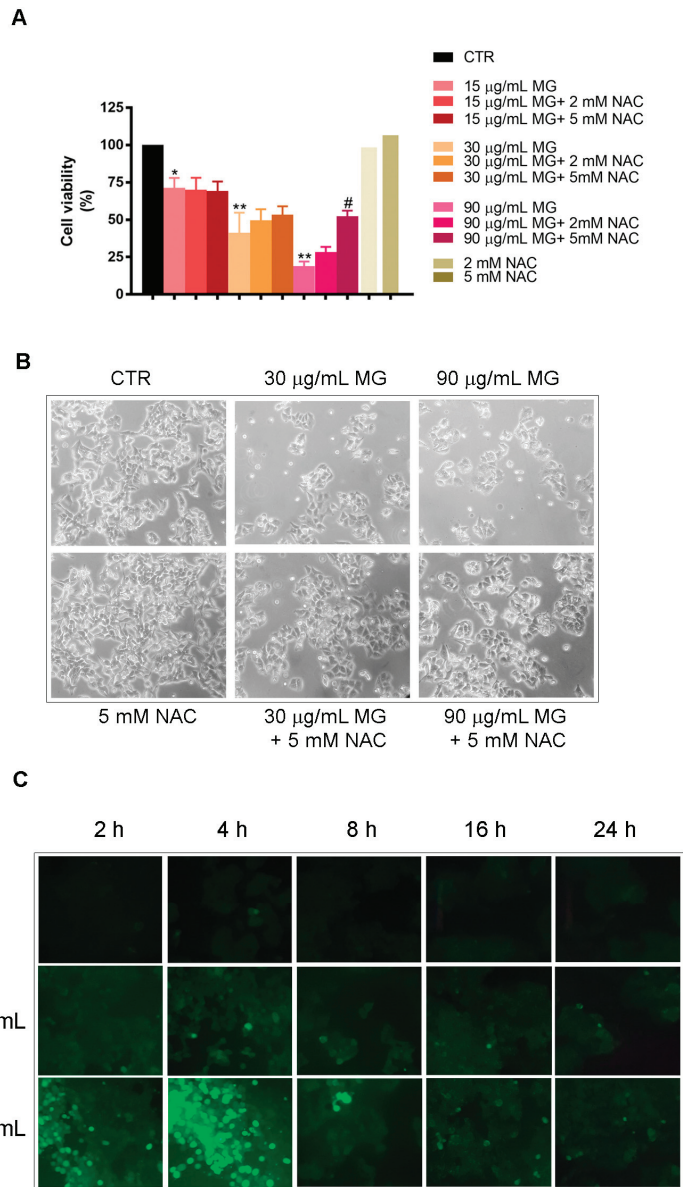 A
CTR
15 μg/mL MG
15 μg/mL MG+ 2 mM NAC
15 μg/mL MG+ 5 mM NAC
30 μg/mL MG
30 μg/mL MG+ 2 mM NAC
30 μg/mL MG+ 5mM NAC
90 μg/mL MG
90 μg/mL MG+ 2mM NAC
90 μg/mL MG+ 5mM NAC
2 mM NAC
5 mM NAC
Cell viability
(%)
125
100
75
50
25
0
*
**
**
#
B
CTR 30 μg/mL MG 90 μg/mL MG
5 mM NAC 30 μg/mL MG 90 μg/mL MG
+ 5 mM NAC + 5 mM NAC
C
2 h 4 h 8 h 16 h 24 h
mL
mL